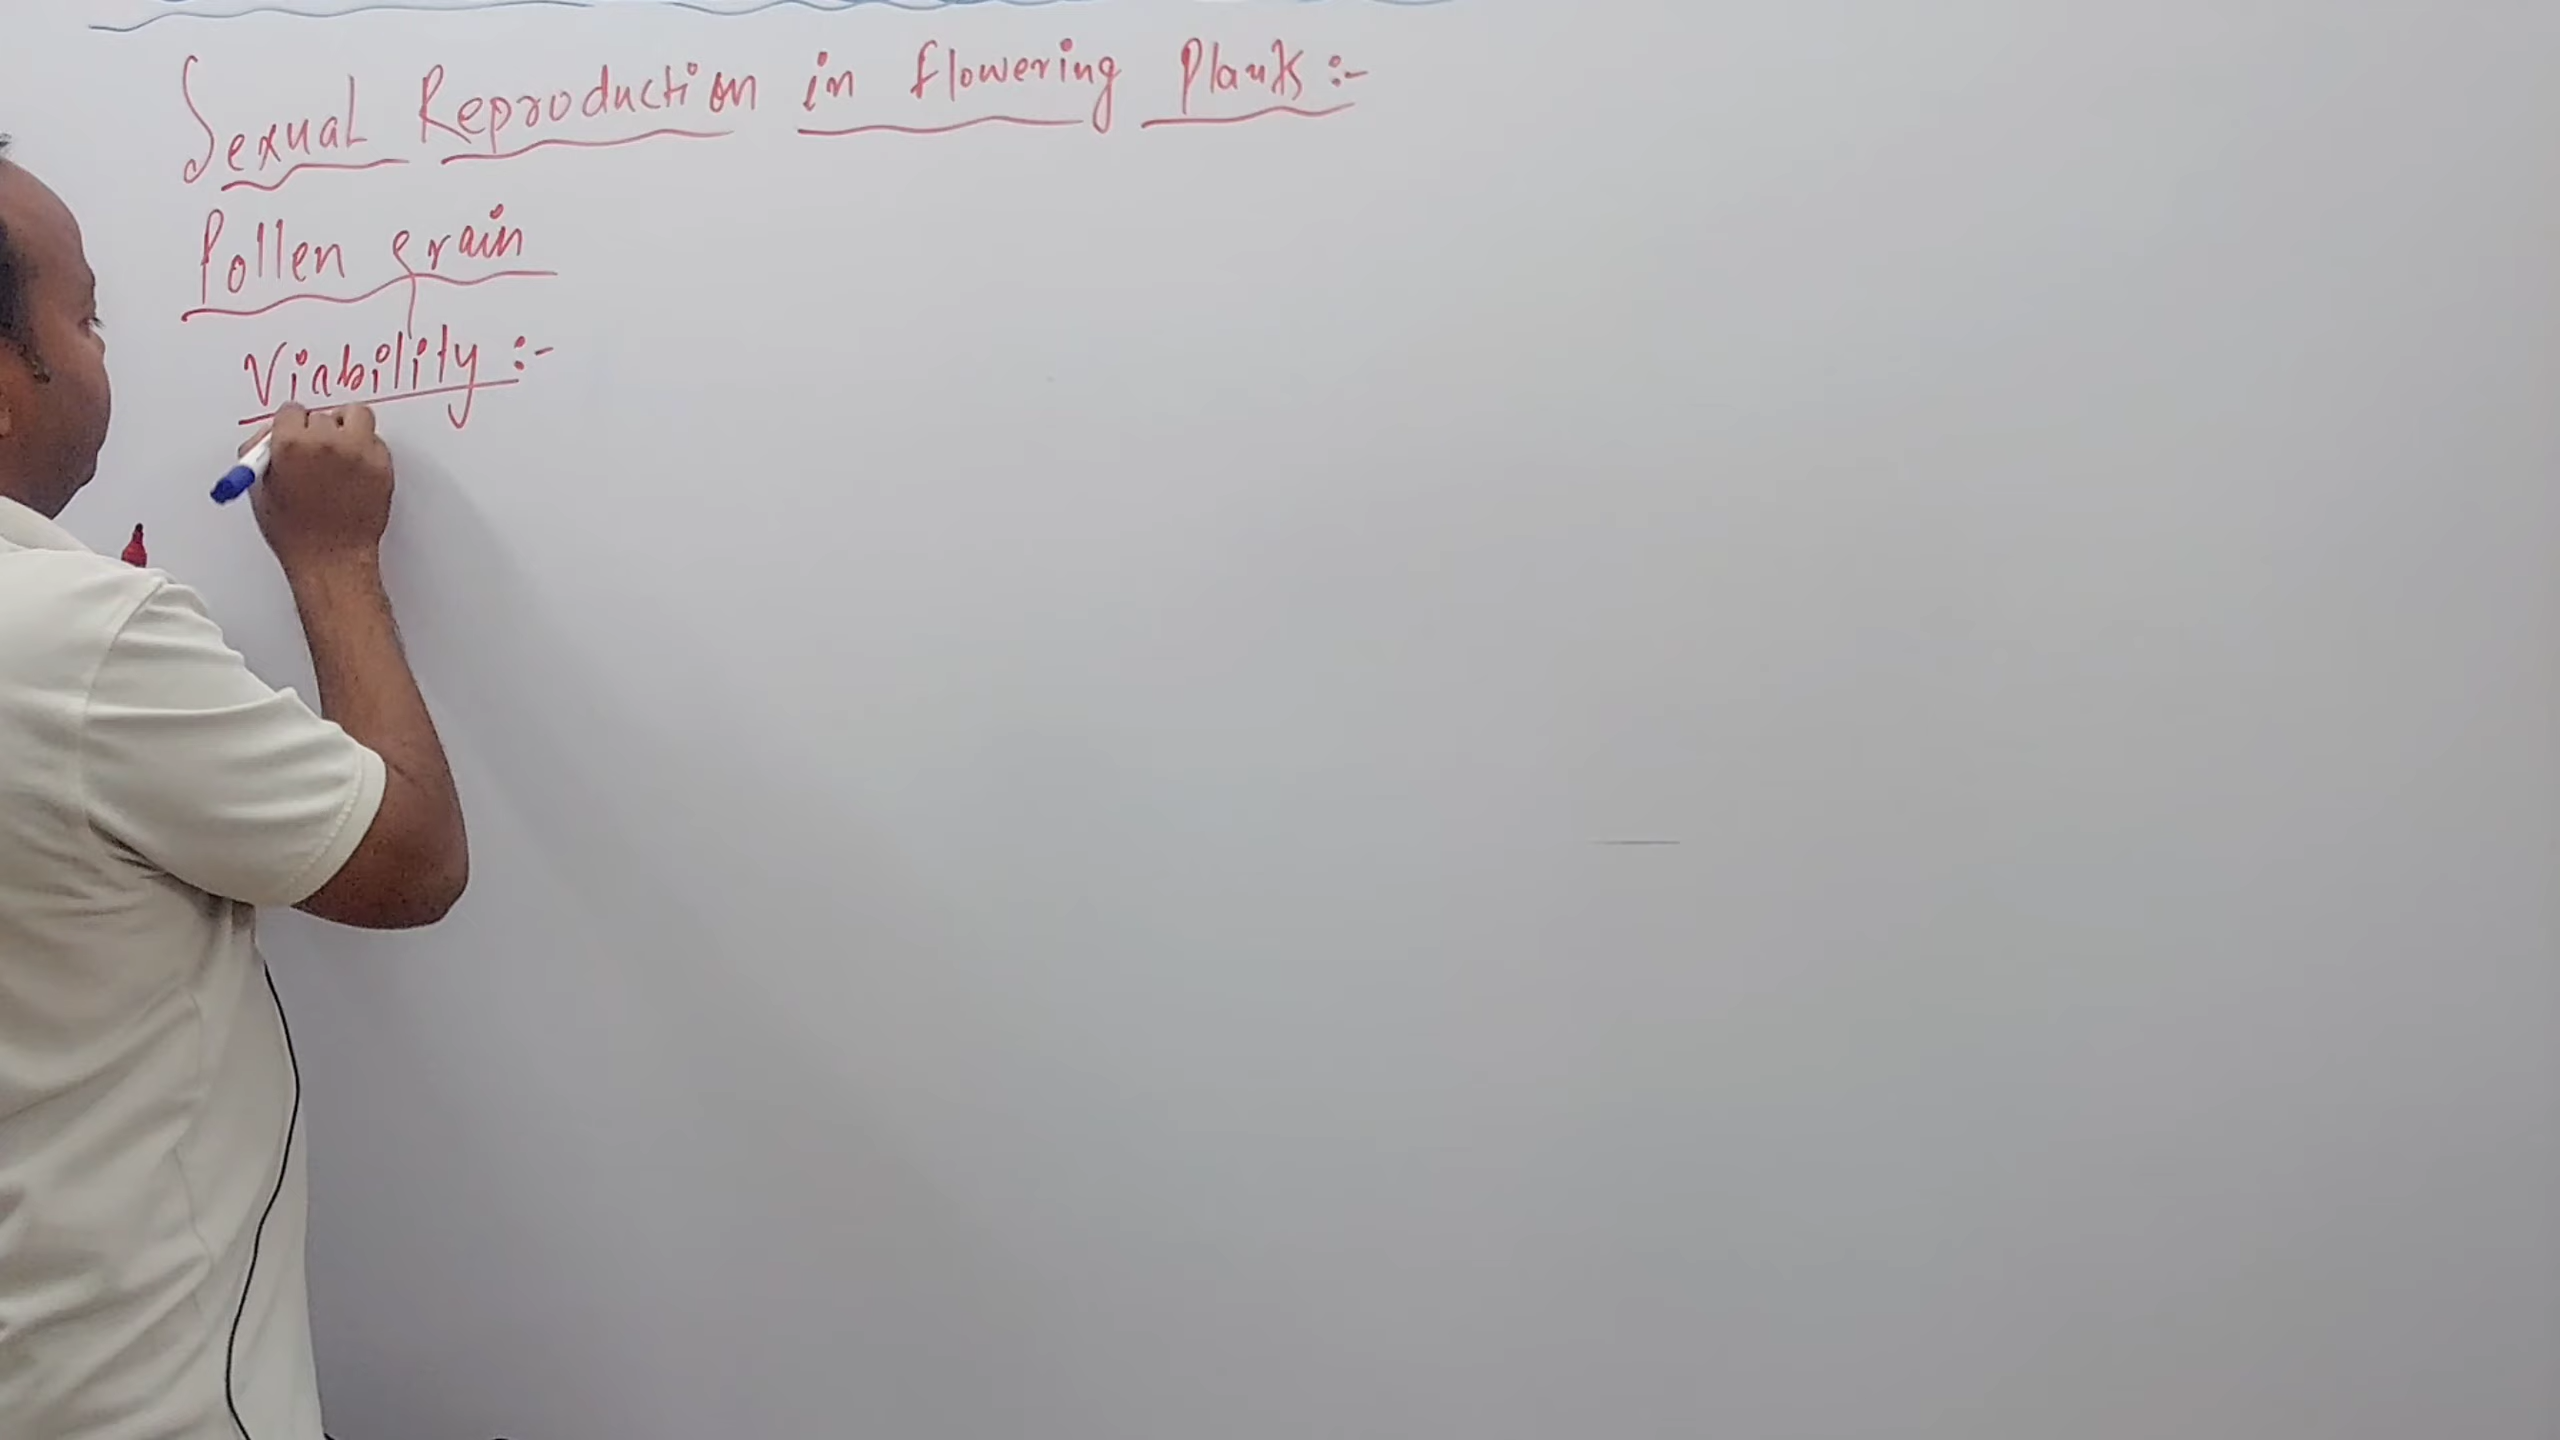 Sexual Reproduction in flowering Plants :-
Pollen grain
Viability :-